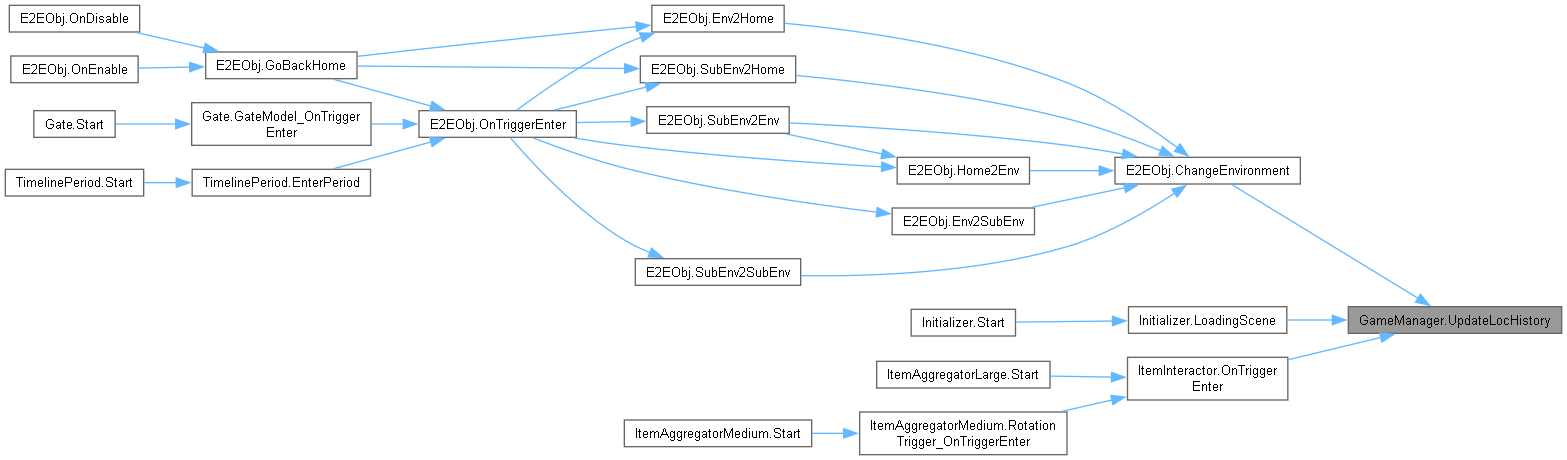 E2EObj.OnDisable
E2EObj.OnEnable
Gate.Start
TimelinePeriod.Start
E2EObj.GoBackHome
Gate.GateModel_OnTrigger
Enter
TimelinePeriod.EnterPeriod
E2EObj.OnTriggerEnter
E2EObj.Env2Home
E2EObj.SubEnv2Home
E2EObj.SubEnv2Env
E2EObj.Home2Env
E2EObj.Env2SubEnv
E2EObj.SubEnv2SubEnv
E2EObj.ChangeEnvironment
GameManager.UpdateLocHistory
Initializer.Start
Initializer.LoadingScene
ItemAggregatorLarge.Start
ItemInteractor.OnTrigger
Enter
ItemAggregatorMedium.Start
ItemAggregatorMedium.Rotation
Trigger_OnTriggerEnter